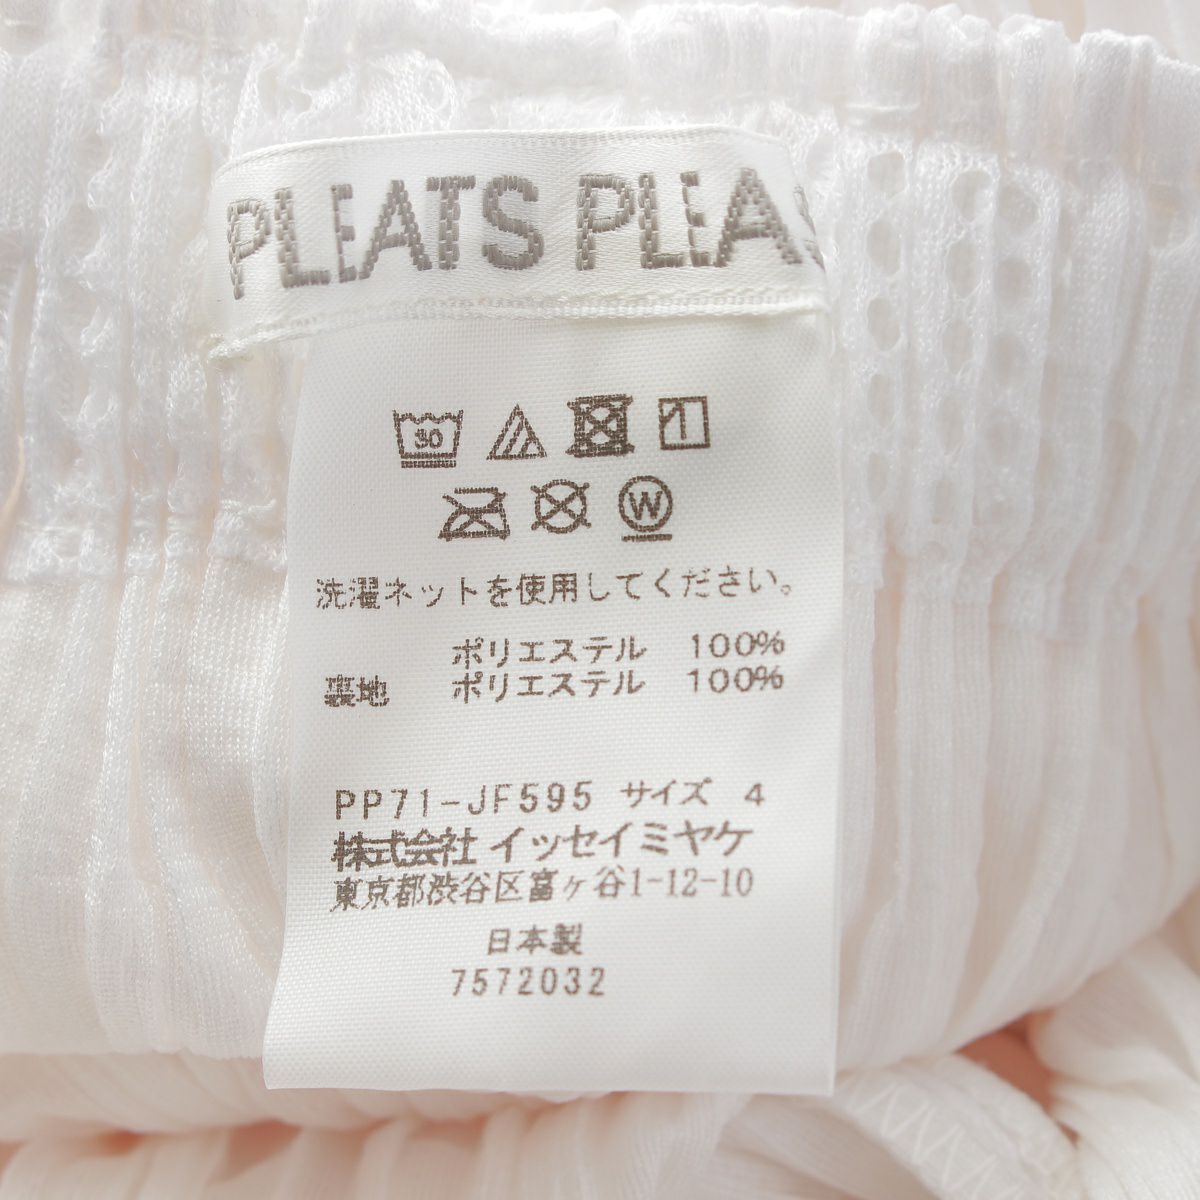 PLEATS PLEA
30
W
洗濯ネットを使用してください。
ポリエステル 100%
裏地 ポリエステル 100%
PP71-JF595 サイズ 4
株式会社 イッセイミヤケ
東京都渋谷区富ヶ谷1-12-10
日本製
7572032